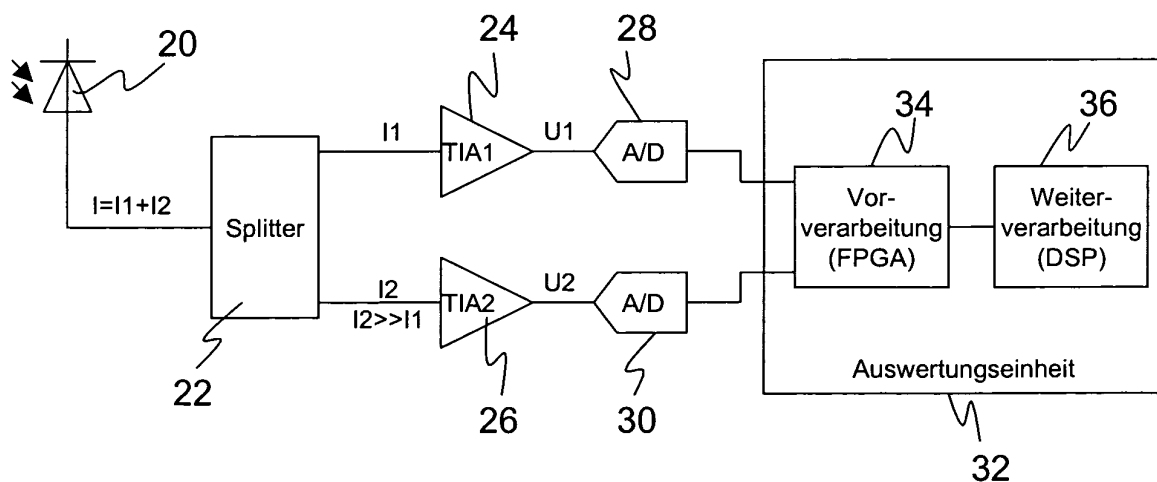 20
24
28
34
36
I1
TIA1
U1
A/D
I=I1+I2
Splitter
Vor-
verarbeitung
(FPGA)
Weiter-
verarbeitung
(DSP)
I2
I2>>I1
TIA2
U2
A/D
22
26
30
Auswertungseinheit
32